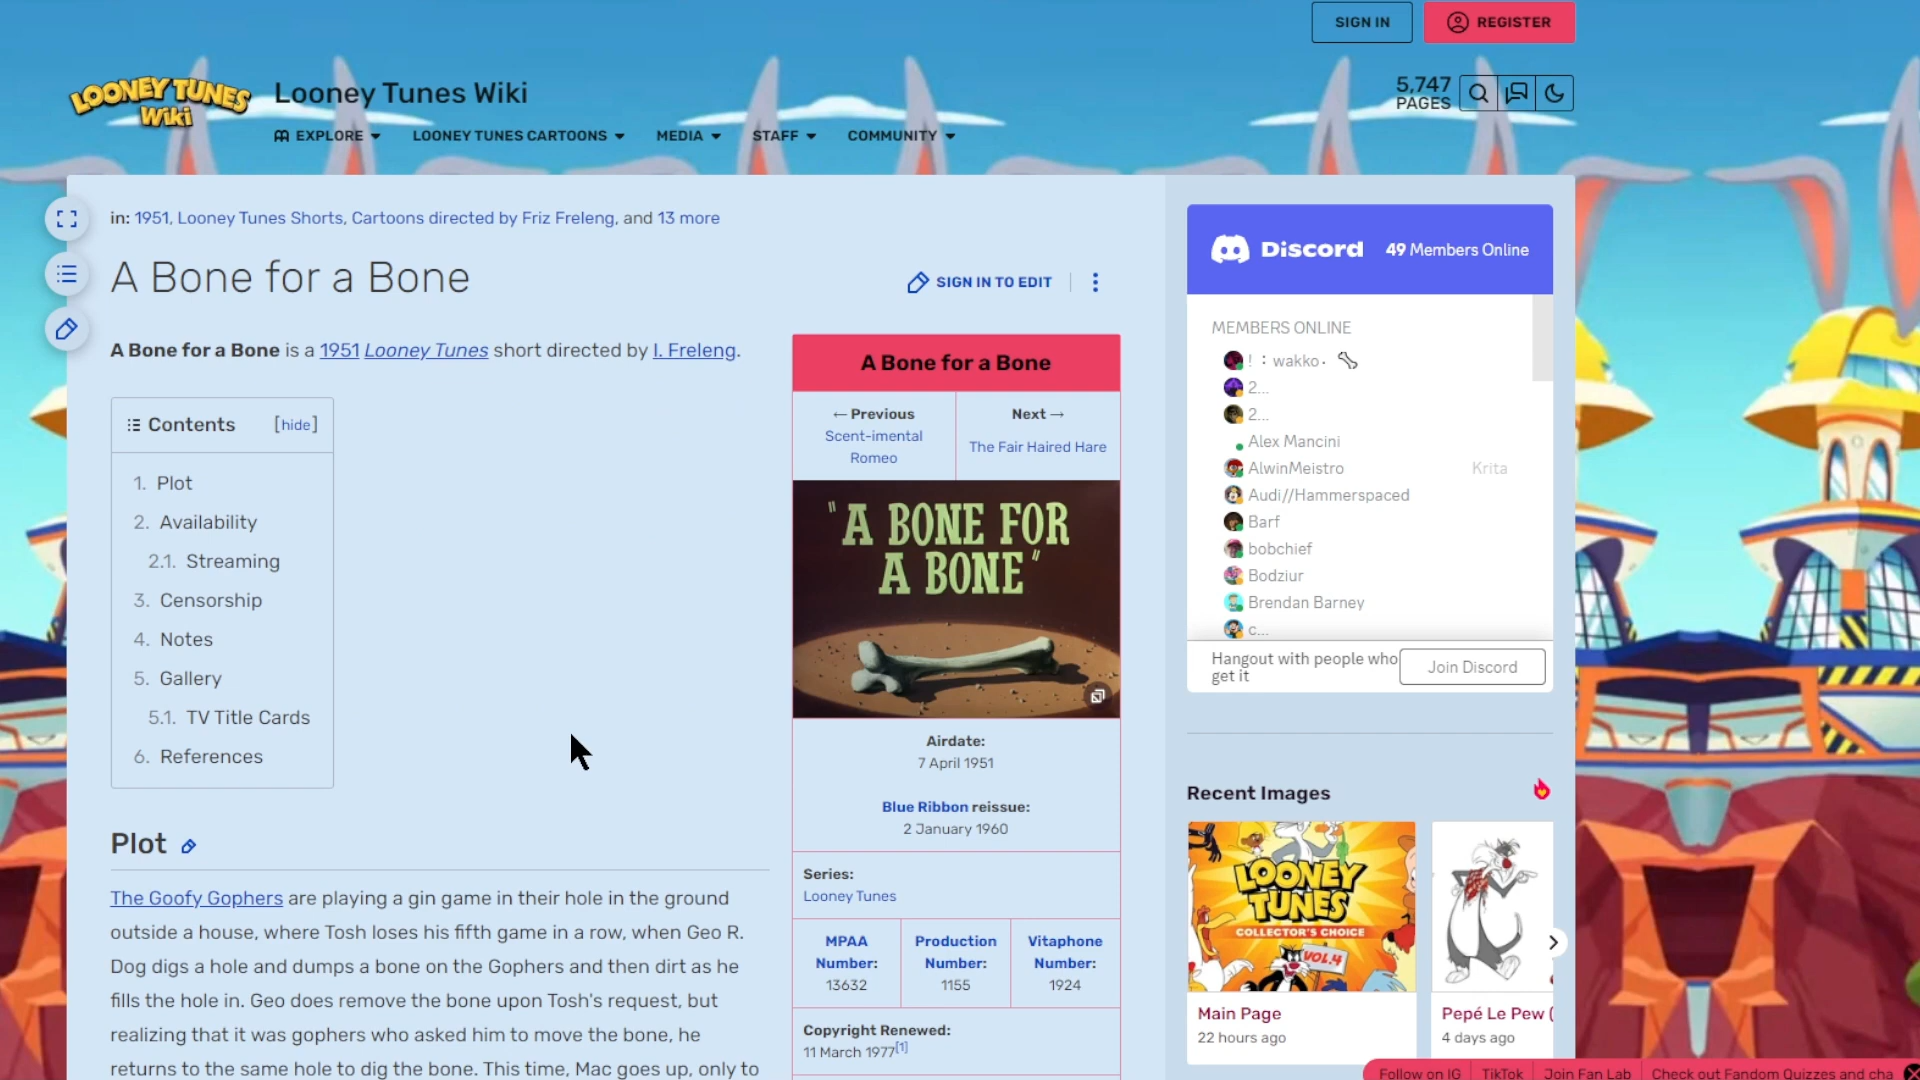 SIGN IN
REGISTER
LOONEY TUNES
Wiki
Looney Tunes Wiki
5,747
PAGES
EXPLORE
LOONEY TUNES CARTOONS
MEDIA
STAFF
COMMUNITY
in: 1951, Looney Tunes Shorts, Cartoons directed by Friz Freleng, and 13 more
A Bone for a Bone
SIGN IN TO EDIT
A Bone for a Bone is a 1951 Looney Tunes short directed by I. Freleng.
Contents [hide]
1. Plot
2. Availability
2.1. Streaming
3. Censorship
4. Notes
5. Gallery
5.1. TV Title Cards
6. References
Plot
The Goofy Gophers are playing a gin game in their hole in the ground
outside a house, where Tosh loses his fifth game in a row, when Geo R.
Dog digs a hole and dumps a bone on the Gophers and then dirt as he
fills the hole in. Geo does remove the bone upon Tosh's request, but
realizing that it was gophers who asked him to move the bone, he
returns to the same hole to dig the bone. This time, Mac goes up, only to
A Bone for a Bone
← Previous
Scent-imental
Romeo
Next →
The Fair Haired Hare
"A BONE FOR
A BONE"
Airdate:
7 April 1951
Blue Ribbon reissue:
2 January 1960
Series:
Looney Tunes
MPAA
Number:
13632
Production
Number:
1155
Vitaphone
Number:
1924
Copyright Renewed:
11 March 1977[1]
Discord
49 Members Online
MEMBERS ONLINE
! : wakko.
2...
2...
Alex Mancini
AlwinMeistro
Krita
Audi//Hammerspaced
Barf
bobchief
Bodziur
Brendan Barney
c...
Hangout with people who
get it
Join Discord
Recent Images
LOONEY
TUNES
COLLECTOR'S CHOICE
VOL.4
Main Page
22 hours ago
Pepé Le Pew (
4 days ago
Follow on IG
TikTok
Join Fan Lab
Check out Fandom Quizzes and cha